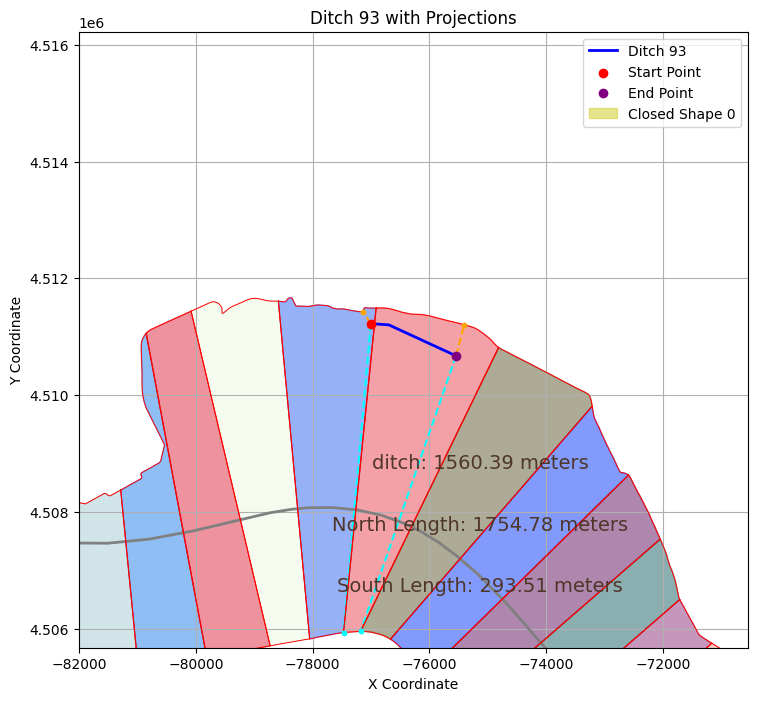 Ditch 93 with Projections
1e6
Ditch 93
Start Point
End Point
Closed Shape 0
4.516
4.514
4.512
4.510
4.508
4.506
Y Coordinate
ditch: 1560.39 meters
North Length: 1754.78 meters
South Length: 293.51 meters
−82000 −80000 −78000 −76000 −74000 −72000
X Coordinate